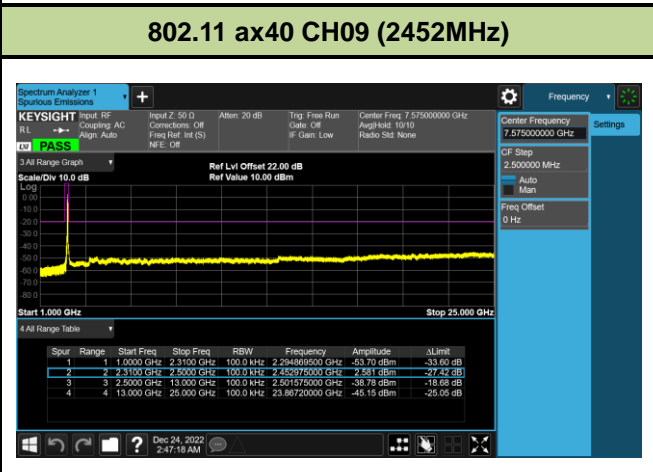 802.11 ax40 CH09 (2452MHz)
Spectrum Analyzer 1
Spurious Emissions
Frequency
KEYSIGHT
RL
LXI
PASS
Input: RF
Coupling: AC
Align: Auto
Input Z: 50 Ω
Corrections: Off
Freq Ref: Int (S)
NFE: Off
Atten: 20 dB
Trig: Free Run
Gate: Off
IF Gain: Low
Center Freq: 7.575000000 GHz
Avg|Hold: 10/10
Radio Std: None
Center Frequency
7.575000000 GHz
Settings
CF Step
2.500000 MHz
Auto
Man
Freq Offset
0 Hz
3 All Range Graph
Ref Lvl Offset 22.00 dB
Scale/Div 10.0 dB
Ref Value 10.00 dBm
Log
0.00
-10.0
-20.0
-30.0
-40.0
-50.0
-60.0
-70.0
-80.0
Start 1.000 GHz
Stop 25.000 GHz
4 All Range Table
Spur Range Start Freq Stop Freq RBW Frequency Amplitude ΔLimit
1 1 1.0000 GHz 2.3100 GHz 100.0 kHz 2.294869500 GHz -53.70 dBm -33.60 dB
2 2 2.3100 GHz 2.5000 GHz 100.0 kHz 2.452975000 GHz 2.581 dBm -27.42 dB
3 3 2.5000 GHz 13.000 GHz 100.0 kHz 2.501575000 GHz -38.78 dBm -18.68 dB
4 4 13.000 GHz 25.000 GHz 100.0 kHz 23.86720000 GHz -45.15 dBm -25.05 dB
Dec 24, 2022
2:47:18 AM